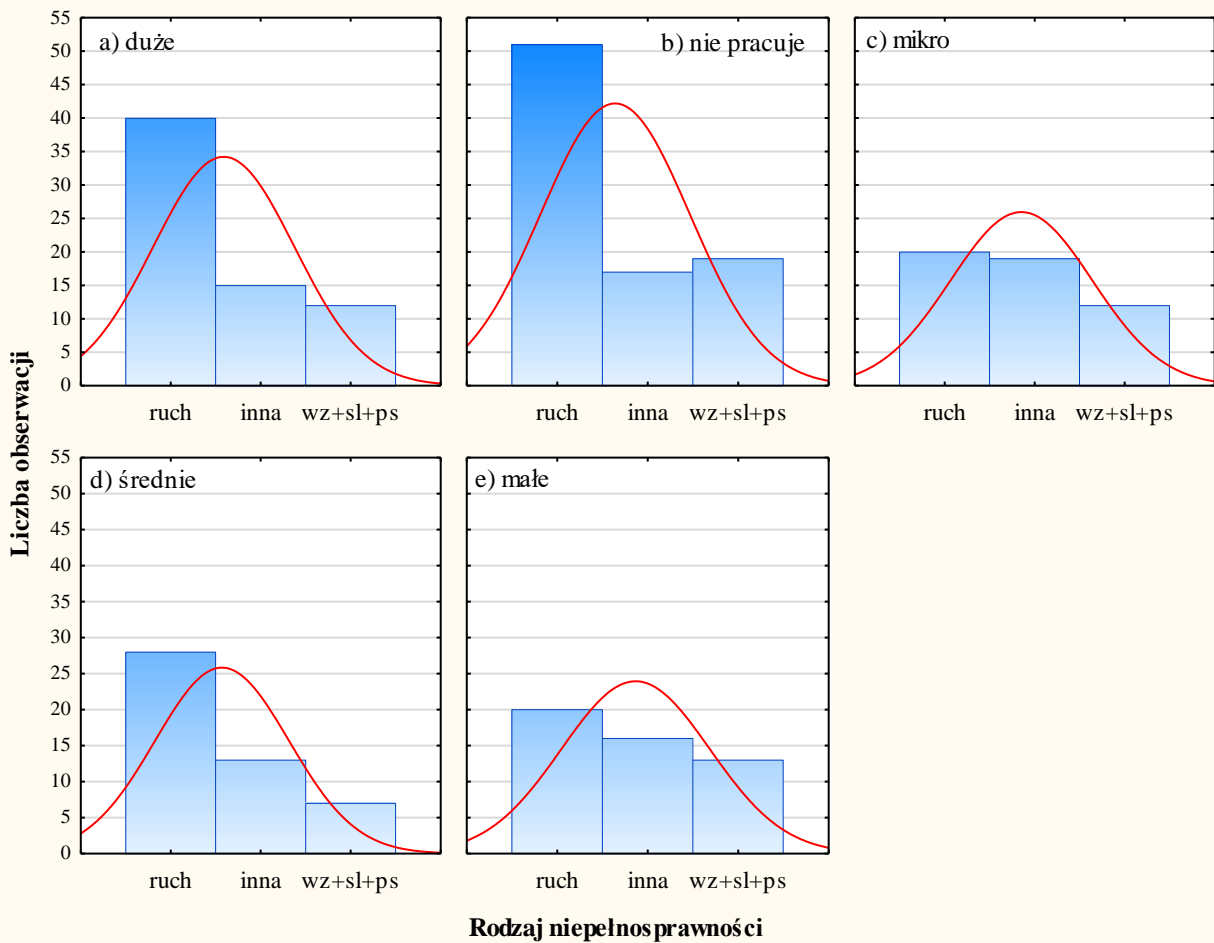 Liczba obserwacji
a) duże
55
50
45
40
35
30
25
20
15
10
5
0
ruch inna wz+sl+ps
b) nie pracuje
ruch inna wz+sl+ps
c) mikro
ruch inna wz+sl+ps
d) średnie
55
50
45
40
35
30
25
20
15
10
5
0
ruch inna wz+sl+ps
e) małe
ruch inna wz+sl+ps
Rodzaj niepełnosprawności